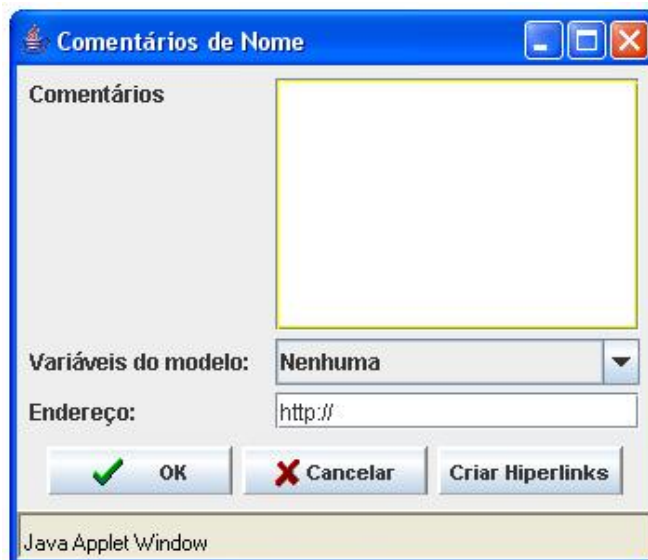 Comentários de Nome
Comentários
Variáveis do modelo: Nenhuma
Endereço: http://
OK Cancelar Criar Hiperlinks
Java Applet Window